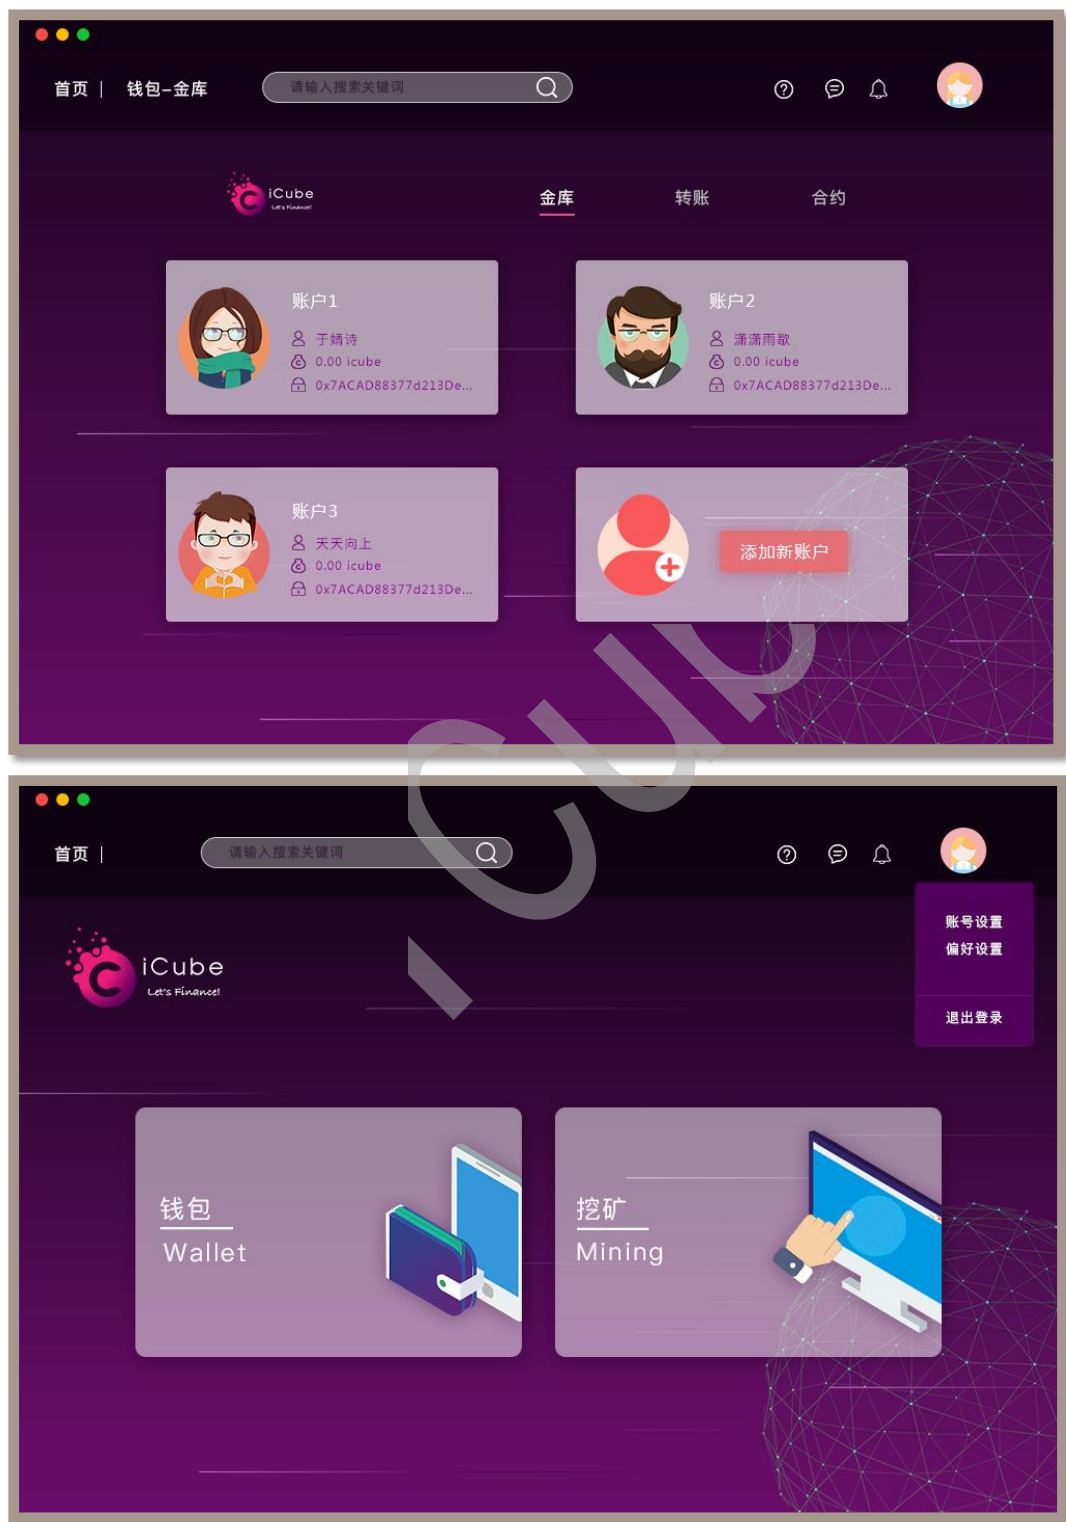 首页 | 钱包-金库 请输入搜索关键词
iCube
Let's Finance!
金库 转账 合约
账户1
于婧诗
0.00 icube
0x7ACAD88377d213De...
账户2
潇潇雨歇
0.00 icube
0x7ACAD88377d213De...
账户3
天天向上
0.00 icube
0x7ACAD88377d213De...
添加新账户
iCube
首页 | 请输入搜索关键词
账号设置
偏好设置
退出登录
iCube
Let's Finance!
钱包
Wallet
挖矿
Mining